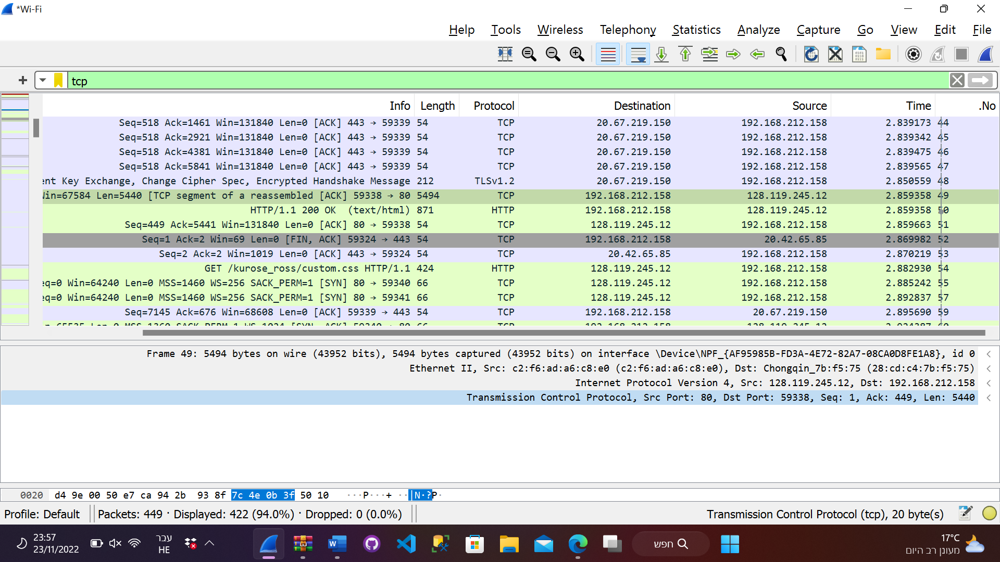 *Wi-Fi
Help Tools Wireless Telephony Statistics Analyze Capture Go View Edit File
tcp
Info Length Protocol Destination Source Time .No
Seq=518 Ack=1461 Win=131840 Len=0 [ACK] 443 → 59339 54 TCP 20.67.219.150 192.168.212.158 2.839173 44
Seq=518 Ack=2921 Win=131840 Len=0 [ACK] 443 → 59339 54 TCP 20.67.219.150 192.168.212.158 2.839342 45
Seq=518 Ack=4381 Win=131840 Len=0 [ACK] 443 → 59339 54 TCP 20.67.219.150 192.168.212.158 2.839475 46
Seq=518 Ack=5841 Win=131840 Len=0 [ACK] 443 → 59339 54 TCP 20.67.219.150 192.168.212.158 2.839565 47
ent Key Exchange, Change Cipher Spec, Encrypted Handshake Message 212 TLSv1.2 20.67.219.150 192.168.212.158 2.850559 48
Win=67584 Len=5440 [TCP segment of a reassembled [ACK] 59338 → 80 5494 TCP 192.168.212.158 128.119.245.12 2.859358 49
HTTP/1.1 200 OK (text/html) 871 HTTP 192.168.212.158 128.119.245.12 2.859358 50
Seq=449 Ack=5441 Win=131840 Len=0 [ACK] 80 → 59338 54 TCP 128.119.245.12 192.168.212.158 2.859663 51
Seq=1 Ack=2 Win=69 Len=0 [FIN, ACK] 59324 → 443 54 TCP 192.168.212.158 20.42.65.85 2.869982 52
Seq=2 Ack=2 Win=1019 Len=0 [ACK] 443 → 59324 54 TCP 20.42.65.85 192.168.212.158 2.870219 53
GET /kurose_ross/custom.css HTTP/1.1 424 HTTP 128.119.245.12 192.168.212.158 2.882930 54
eq=0 Win=64240 Len=0 MSS=1460 WS=256 SACK_PERM=1 [SYN] 80 → 59340 66 TCP 128.119.245.12 192.168.212.158 2.885242 55
eq=0 Win=64240 Len=0 MSS=1460 WS=256 SACK_PERM=1 [SYN] 80 → 59341 66 TCP 128.119.245.12 192.168.212.158 2.892837 57
Seq=7145 Ack=676 Win=68608 Len=0 [ACK] 59339 → 443 54 TCP 192.168.212.158 20.67.219.150 2.895690 59
Frame 49: 5494 bytes on wire (43952 bits), 5494 bytes captured (43952 bits) on interface \Device\NPF_{AF95985B-FD3A-4E72-82A7-08CA0D8FE1A8}, id 0
Ethernet II, Src: c2:f6:ad:a6:c8:e0 (c2:f6:ad:a6:c8:e0), Dst: Chongqin_7b:f5:75 (28:cd:c4:7b:f5:75)
Internet Protocol Version 4, Src: 128.119.245.12, Dst: 192.168.212.158
Transmission Control Protocol, Src Port: 80, Dst Port: 59338, Seq: 1, Ack: 449, Len: 5440
0020 d4 9e 00 50 e7 ca 94 2b 93 8f 7c 4e 0b 3f 50 10 ···P···+ ··|N·?P·
Profile: Default Packets: 449 · Displayed: 422 (94.0%) · Dropped: 0 (0.0%) Transmission Control Protocol (tcp), 20 byte(s)
23:57
23/11/2022
עבר
HE
חפש
17°C
מעונן רב היום